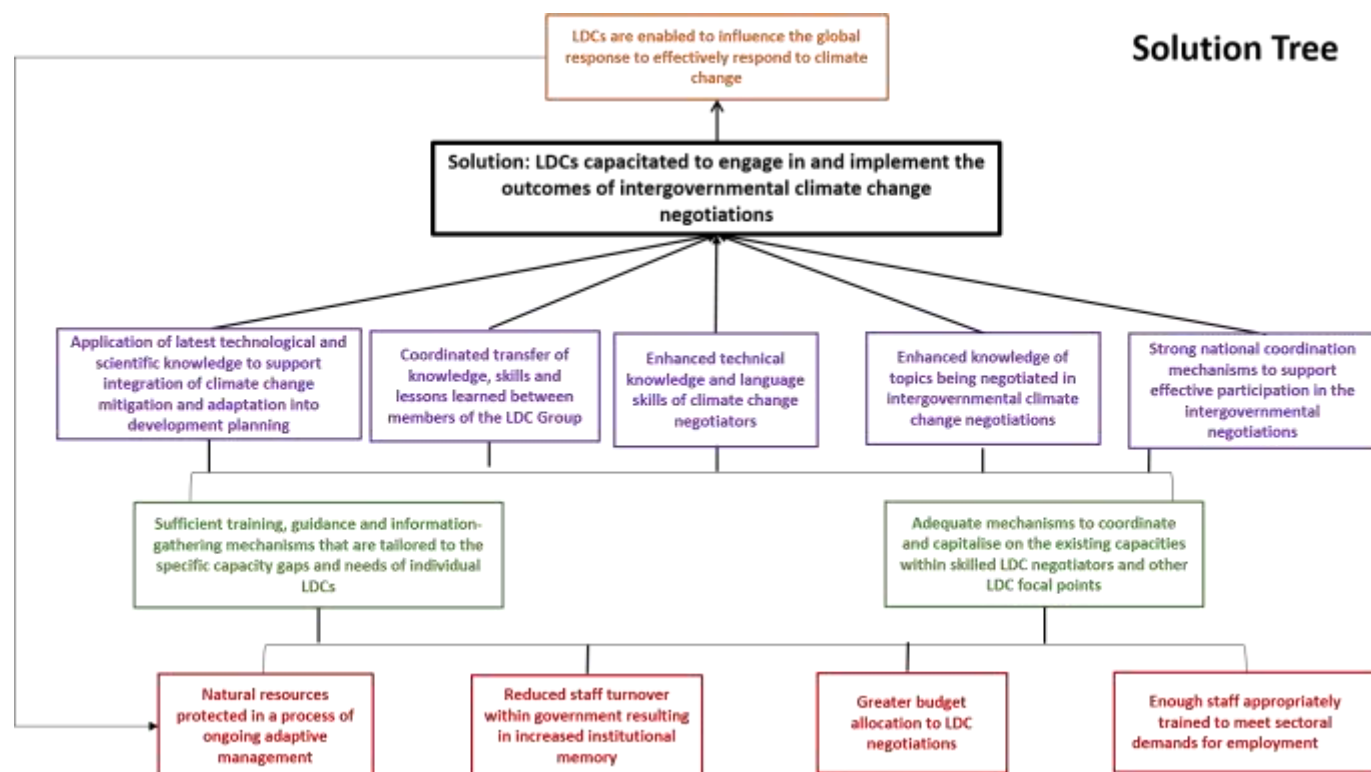 Solution Tree
LDCs are enabled to influence the global
response to effectively respond to climate
change
Solution: LDCs capacitated to engage in and implement the
outcomes of intergovernmental climate change
negotiations
Application of latest technological and
scientific knowledge to support
integration of climate change
mitigation and adaptation into
development planning
Coordinated transfer of
knowledge, skills and
lessons learned between
members of the LDC Group
Enhanced technical
knowledge and language
skills of climate change
negotiators
Enhanced knowledge of
topics being negotiated in
intergovernmental climate
change negotiations
Strong national coordination
mechanisms to support
effective participation in the
intergovernmental
negotiations
Sufficient training, guidance and information-
gathering mechanisms that are tailored to the
specific capacity gaps and needs of individual
LDCs
Adequate mechanisms to coordinate
and capitalise on the existing capacities
within skilled LDC negotiators and other
LDC focal points
Natural resources
protected in a process of
ongoing adaptive
management
Reduced staff turnover
within government resulting
in increased institutional
memory
Greater budget
allocation to LDC
negotiations
Enough staff appropriately
trained to meet sectoral
demands for employment